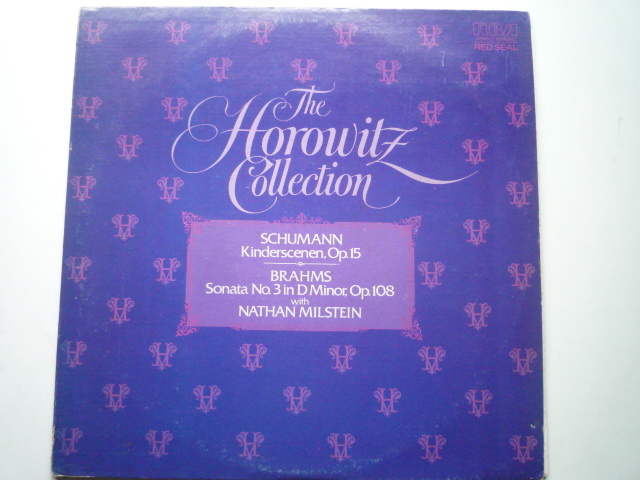 RCA
RED SEAL
The
Horowitz
Collection
SCHUMANN
Kinderscenen, Op. 15
BRAHMS
Sonata No. 3 in D Minor, Op. 108
with
NATHAN MILSTEIN